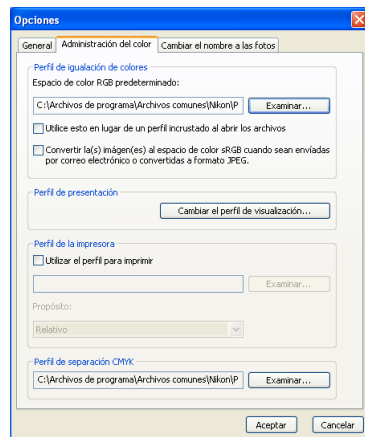 Opciones
General
Administración del color
Cambiar el nombre a las fotos
Perfil de igualación de colores
Espacio de color RGB predeterminado:
C:\Archivos de programa\Archivos comunes\Nikon\P
Examinar...
Utilice esto en lugar de un perfil incrustado al abrir los archivos
Convertir la(s) imágen(es) al espacio de color sRGB cuando sean envíadas
por correo electrónico o convertidas a formato JPEG.
Perfil de presentación
Cambiar el perfil de visualización...
Perfil de la impresora
Utilizar el perfil para imprimir
Examinar...
Propósito:
Relativo
Perfil de separación CMYK
C:\Archivos de programa\Archivos comunes\Nikon\P
Examinar...
Aceptar
Cancelar